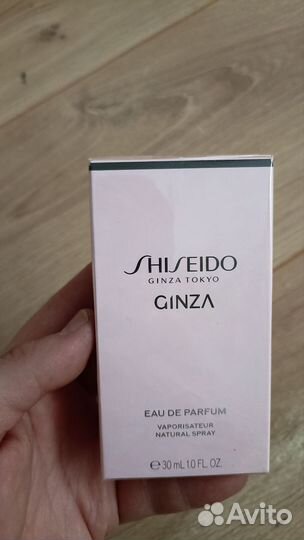 SHISEIDO
GINZA TOKYO
GINZA
EAU DE PARFUM
VAPORISATEUR
NATURAL SPRAY
℮ 30 mL 1.0 FL. OZ.
Avito